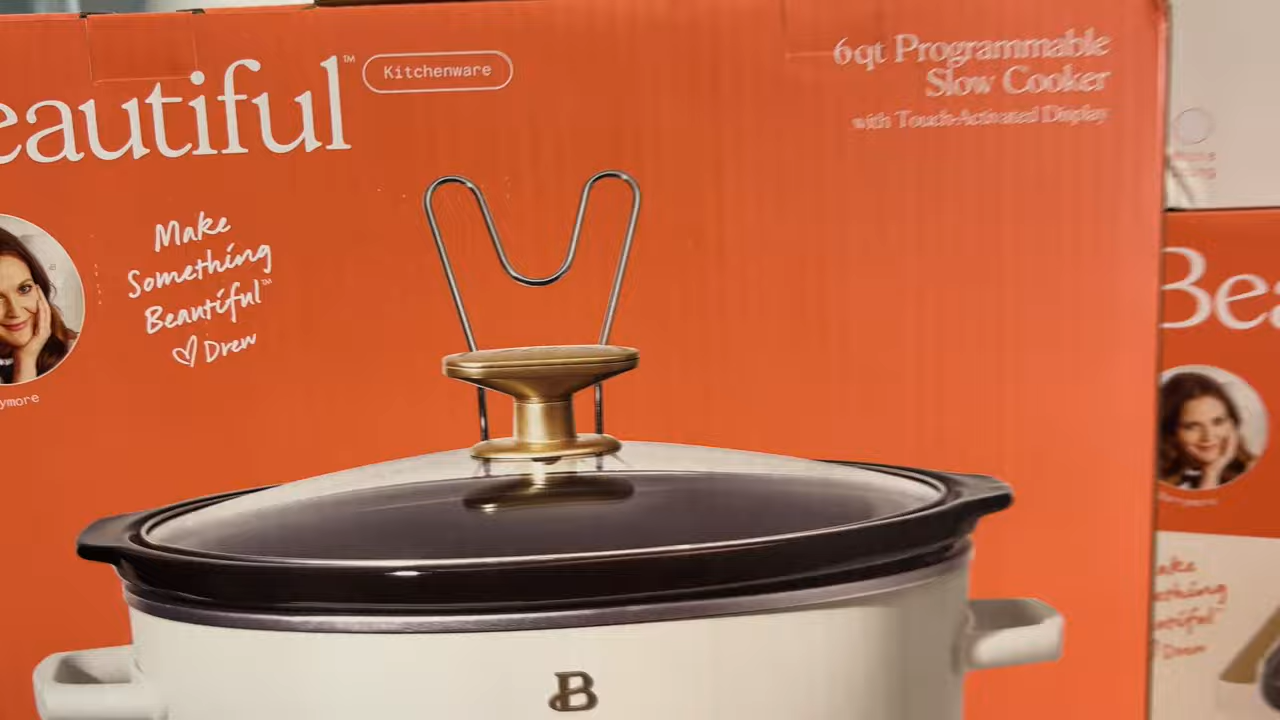 eautiful™
Kitchenware
6qt Programmable
Slow Cooker
with Touch-Activated Display
Make
Something
Beautiful™
Drew
ymore
B
Bea